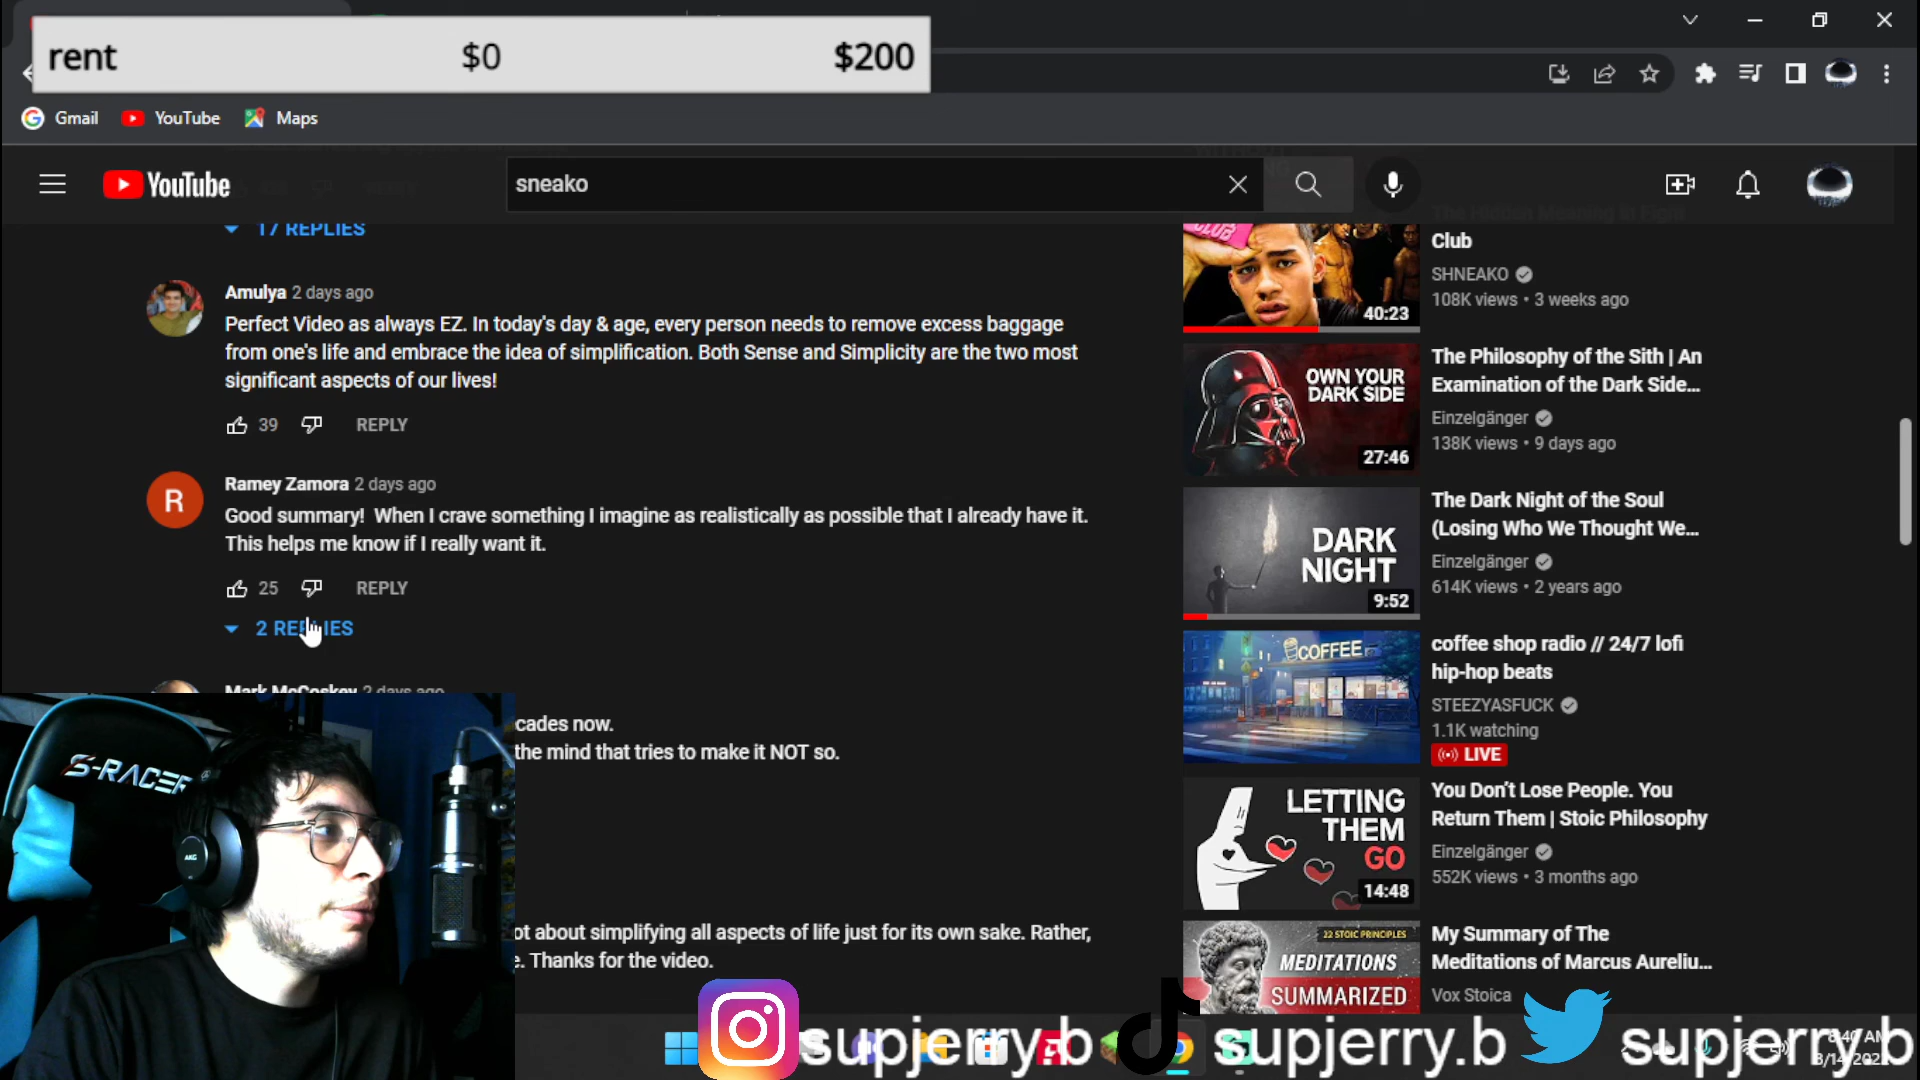 rent $0 $200
Gmail YouTube Maps
YouTube
sneako
17 REPLIES
Amulya 2 days ago
Perfect Video as always EZ. In today's day & age, every person needs to remove excess baggage
from one's life and embrace the idea of simplification. Both Sense and Simplicity are the two most
significant aspects of our lives!
39 REPLY
R
Ramey Zamora 2 days ago
Good summary! When I crave something I imagine as realistically as possible that I already have it.
This helps me know if I really want it.
25 REPLY
2 REPLIES
Mark McCoskey 2 days ago
cades now.
the mind that tries to make it NOT so.
ot about simplifying all aspects of life just for its own sake. Rather,
e. Thanks for the video.
S-RACER
AKG
CLUB
40:23
The Hidden Meaning in Fight
Club
SHNEAKO
108K views • 3 weeks ago
OWN YOUR
DARK SIDE
27:46
The Philosophy of the Sith | An
Examination of the Dark Side...
Einzelgänger
138K views • 9 days ago
DARK
NIGHT
9:52
The Dark Night of the Soul
(Losing Who We Thought We...
Einzelgänger
614K views • 2 years ago
COFFEE
coffee shop radio // 24/7 lofi
hip-hop beats
STEEZYASFUCK
1.1K watching
LIVE
LETTING
THEM
GO
14:48
You Don't Lose People. You
Return Them | Stoic Philosophy
Einzelgänger
552K views • 3 months ago
22 STOIC PRINCIPLES
MEDITATIONS
SUMMARIZED
My Summary of The
Meditations of Marcus Aureliu...
Vox Stoica
supjerry.b supjerry.b supjerry.b